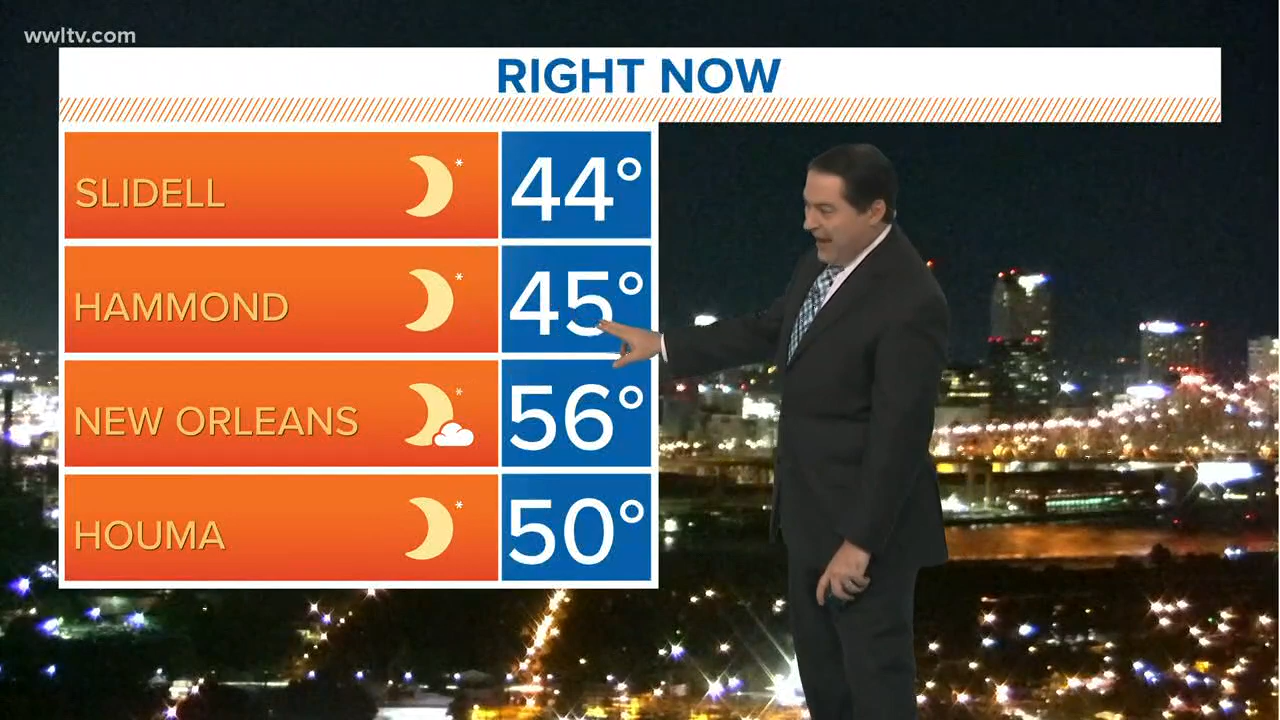 wwltv.com
RIGHT NOW
SLIDELL 44°
HAMMOND 45°
NEW ORLEANS 56°
HOUMA 50°